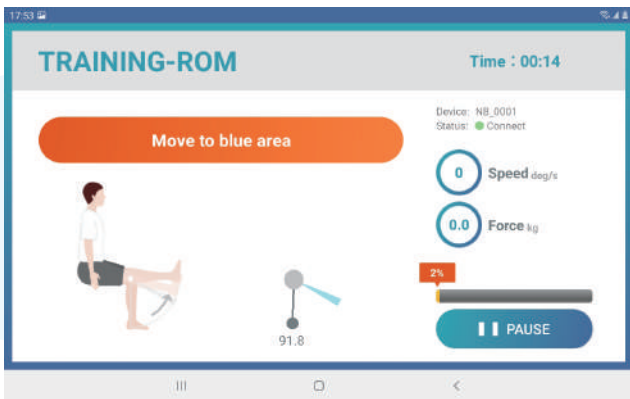 17:53
TRAINING-ROM
Time : 00:14
Move to blue area
Device: NB_0001
Status: Connect
0 Speed deg/s
0.0 Force kg
2%
91.8
PAUSE